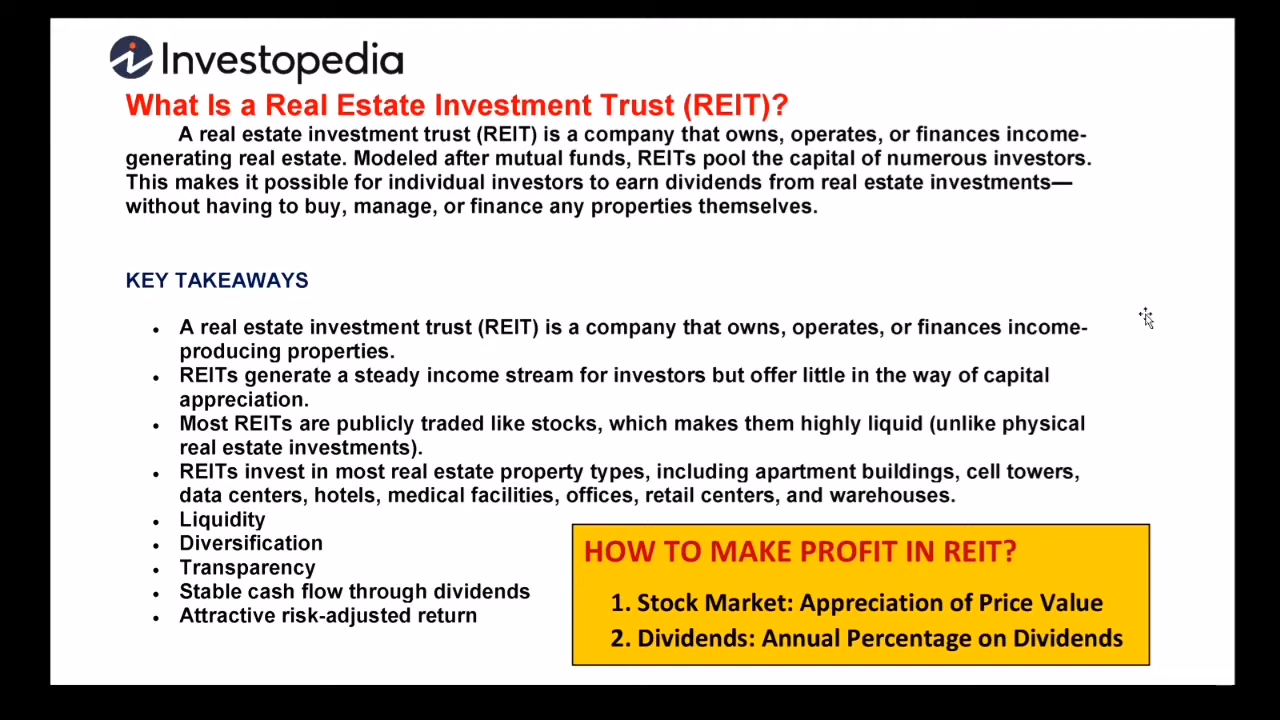 Investopedia
What Is a Real Estate Investment Trust (REIT)?
A real estate investment trust (REIT) is a company that owns, operates, or finances income-
generating real estate. Modeled after mutual funds, REITs pool the capital of numerous investors.
This makes it possible for individual investors to earn dividends from real estate investments—
without having to buy, manage, or finance any properties themselves.
KEY TAKEAWAYS
• A real estate investment trust (REIT) is a company that owns, operates, or finances income-
producing properties.
• REITs generate a steady income stream for investors but offer little in the way of capital
appreciation.
• Most REITs are publicly traded like stocks, which makes them highly liquid (unlike physical
real estate investments).
• REITs invest in most real estate property types, including apartment buildings, cell towers,
data centers, hotels, medical facilities, offices, retail centers, and warehouses.
• Liquidity
• Diversification
• Transparency
• Stable cash flow through dividends
• Attractive risk-adjusted return
HOW TO MAKE PROFIT IN REIT?
1. Stock Market: Appreciation of Price Value
2. Dividends: Annual Percentage on Dividends